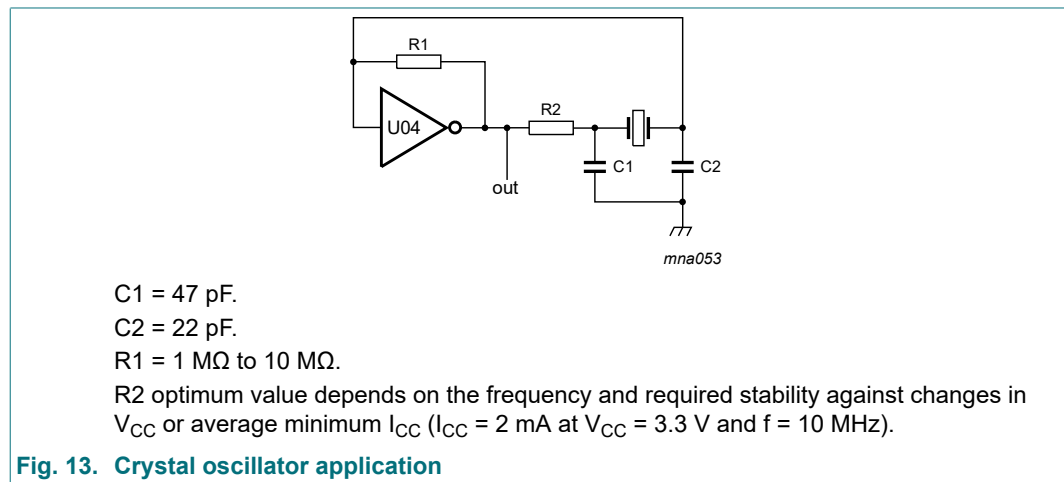 R1
U04
R2
out
C1
C2
mna053
C1 = 47 pF.
C2 = 22 pF.
R1 = 1 MΩ to 10 MΩ.
R2 optimum value depends on the frequency and required stability against changes in
VCC or average minimum ICC (ICC = 2 mA at VCC = 3.3 V and f = 10 MHz).
Fig. 13. Crystal oscillator application